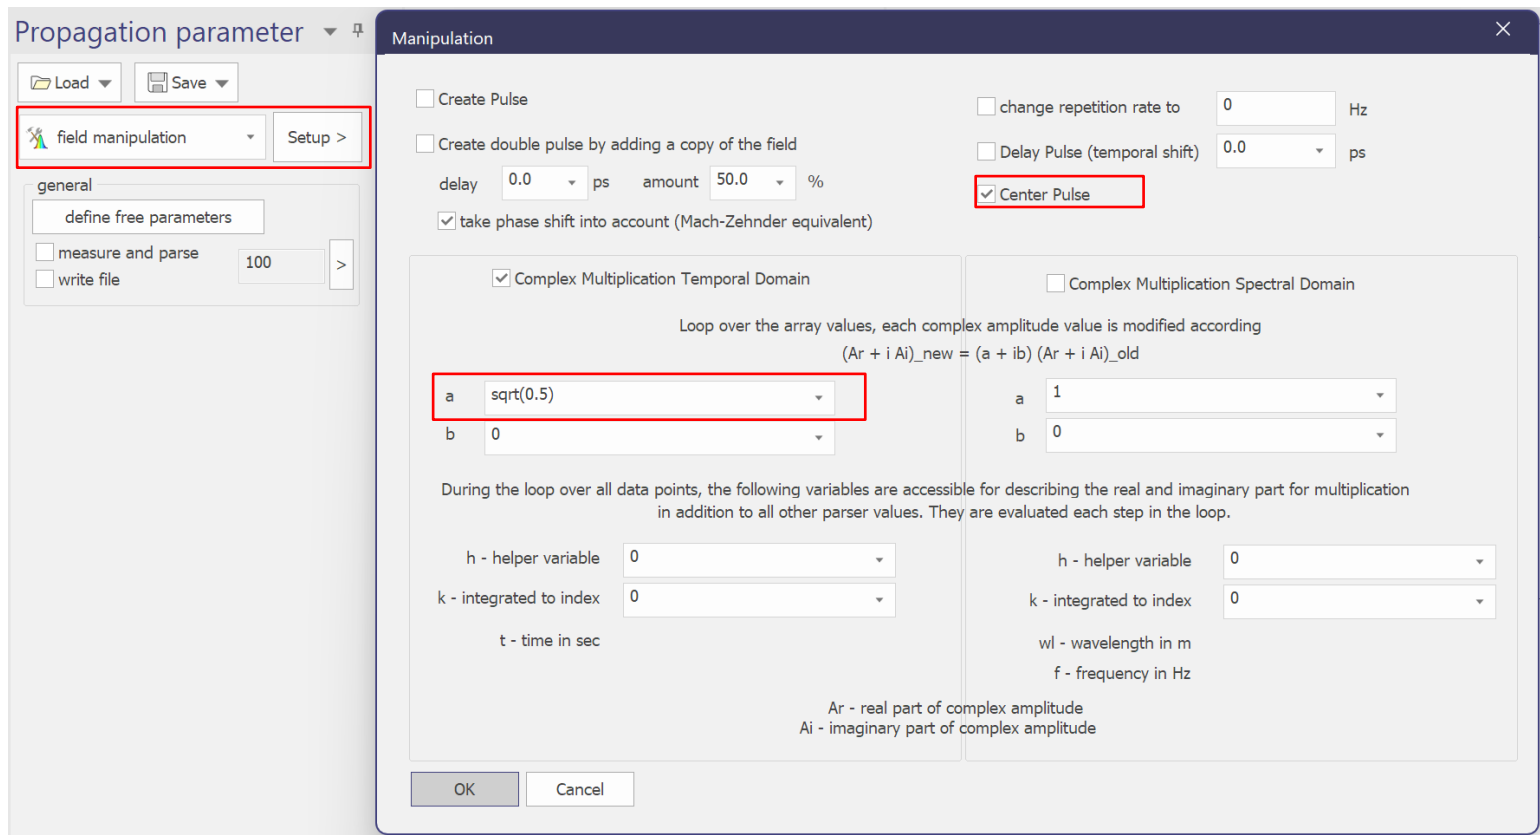 Propagation parameter
Load
Save
field manipulation
Setup >
general
define free parameters
measure and parse
write file
100
>
Manipulation
Create Pulse
change repetition rate to
0
Hz
Create double pulse by adding a copy of the field
Delay Pulse (temporal shift)
0.0
ps
delay
0.0
ps
amount
50.0
%
Center Pulse
take phase shift into account (Mach-Zehnder equivalent)
Complex Multiplication Temporal Domain
Complex Multiplication Spectral Domain
Loop over the array values, each complex amplitude value is modified according
(Ar + i Ai)_new = (a + ib) (Ar + i Ai)_old
a
sqrt(0.5)
a
1
b
0
b
0
During the loop over all data points, the following variables are accessible for describing the real and imaginary part for multiplication
in addition to all other parser values. They are evaluated each step in the loop.
h - helper variable
0
h - helper variable
0
k - integrated to index
0
k - integrated to index
0
t - time in sec
wl - wavelength in m
f - frequency in Hz
Ar - real part of complex amplitude
Ai - imaginary part of complex amplitude
OK
Cancel